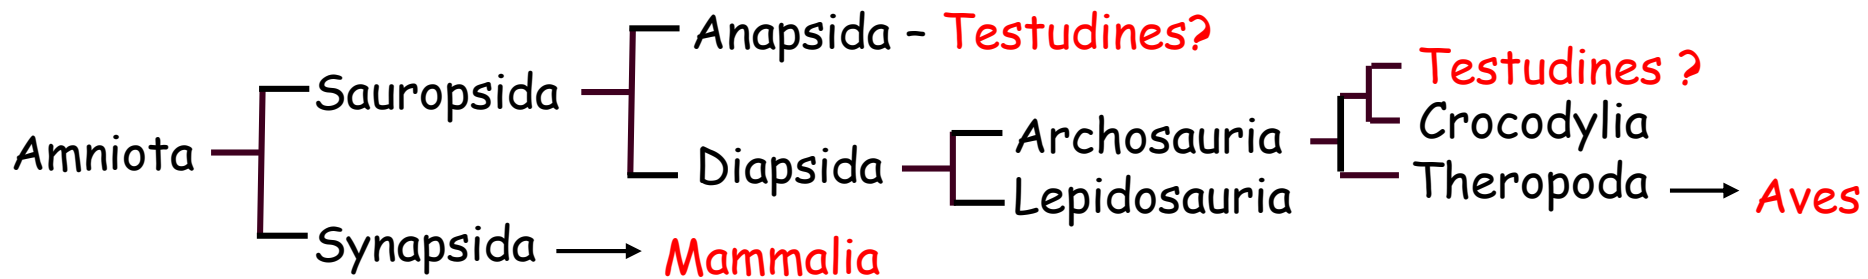 Anapsida – Testudines?
Testudines ?
Sauropsida
Crocodylia
Archosauria
Amniota
Diapsida
Theropoda
Lepidosauria
Aves
Synapsida
Mammalia